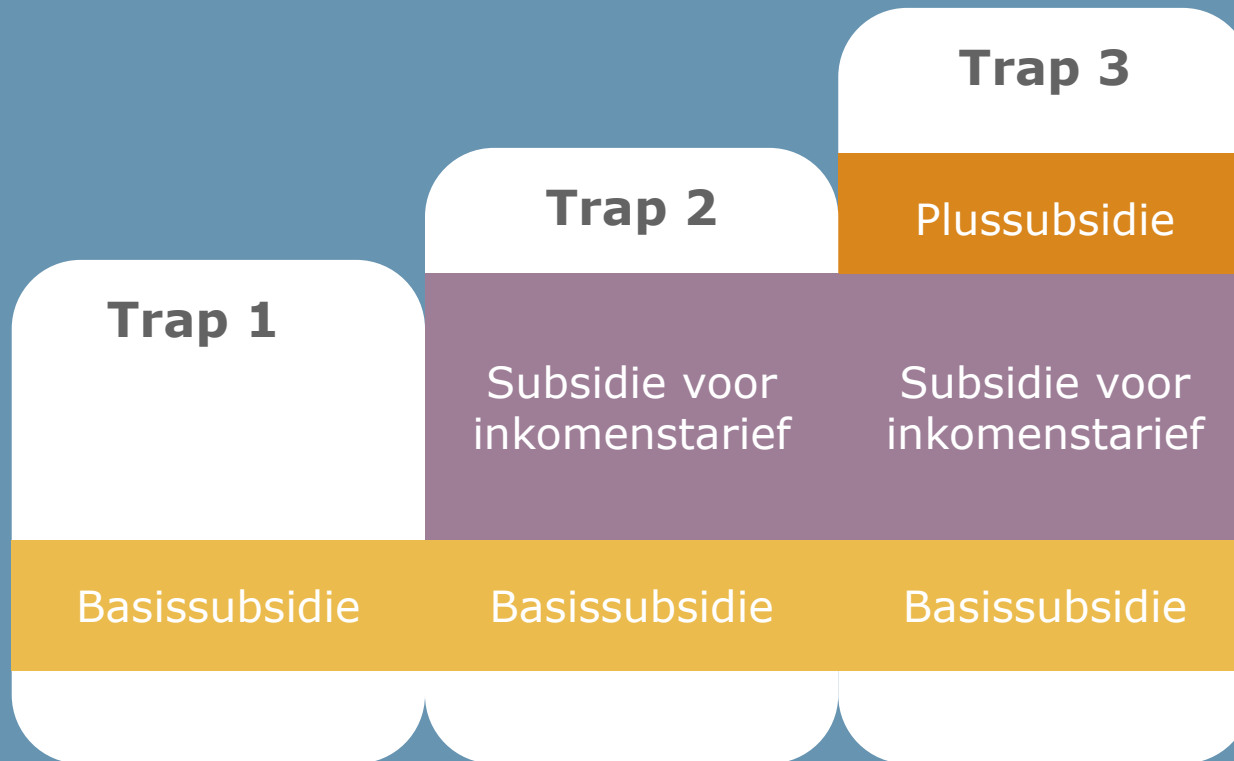 Trap 1
Basissubsidie
Trap 2
Subsidie voor
inkomenstarief
Basissubsidie
Trap 3
Plussubsidie
Subsidie voor
inkomenstarief
Basissubsidie